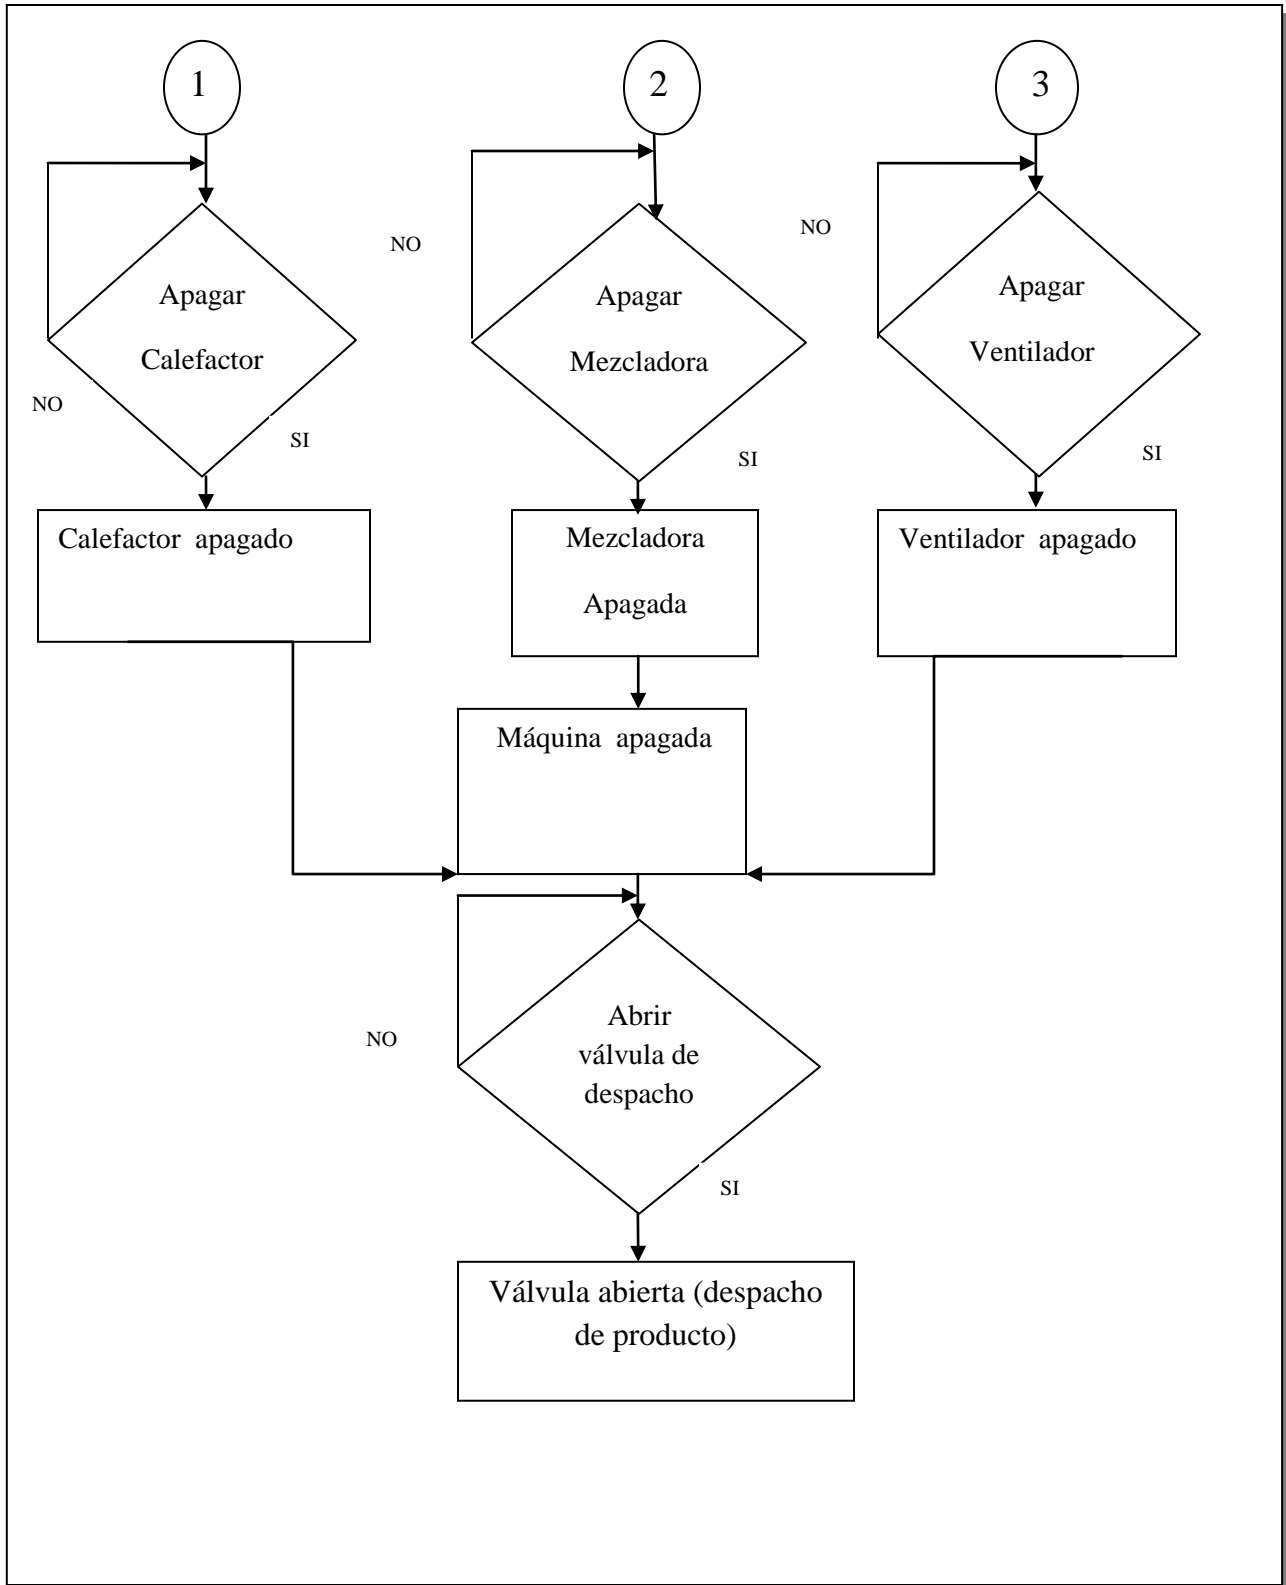 1
2
3
NO
NO
Apagar
Calefactor
Apagar
Mezcladora
Apagar
Ventilador
NO
SI
SI
SI
Calefactor apagado
Mezcladora
Apagada
Ventilador apagado
Máquina apagada
NO
Abrir
válvula de
despacho
SI
Válvula abierta (despacho
de producto)